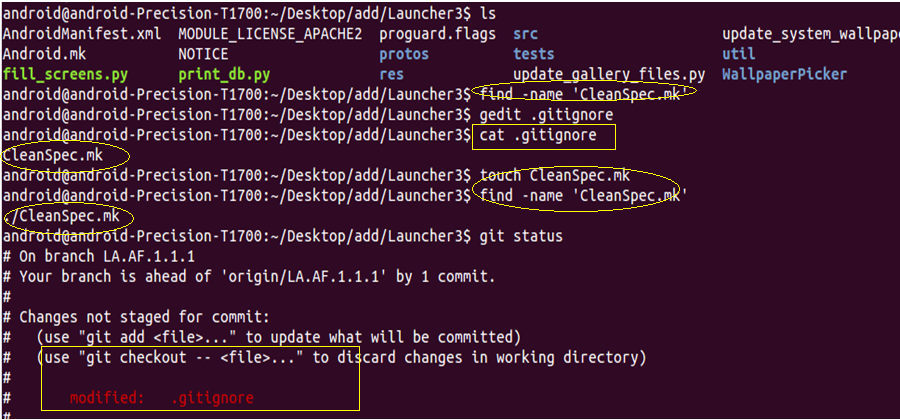 android@android-Precision-T1700:~/Desktop/add/Launcher3$ ls
AndroidManifest.xml MODULE_LICENSE_APACHE2 proguard.flags src update_system_wallpape
Android.mk NOTICE protos tests util
fill_screens.py print_db.py res update_gallery_files.py WallpaperPicker
android@android-Precision-T1700:~/Desktop/add/Launcher3$ find -name 'CleanSpec.mk'
android@android-Precision-T1700:~/Desktop/add/Launcher3$ gedit .gitignore
android@android-Precision-T1700:~/Desktop/add/Launcher3$ cat .gitignore
CleanSpec.mk
android@android-Precision-T1700:~/Desktop/add/Launcher3$ touch CleanSpec.mk
android@android-Precision-T1700:~/Desktop/add/Launcher3$ find -name 'CleanSpec.mk'
./CleanSpec.mk
android@android-Precision-T1700:~/Desktop/add/Launcher3$ git status
# On branch LA.AF.1.1.1
# Your branch is ahead of 'origin/LA.AF.1.1.1' by 1 commit.
#
# Changes not staged for commit:
#   (use "git add <file>..." to update what will be committed)
#   (use "git checkout -- <file>..." to discard changes in working directory)
#
#	modified:   .gitignore